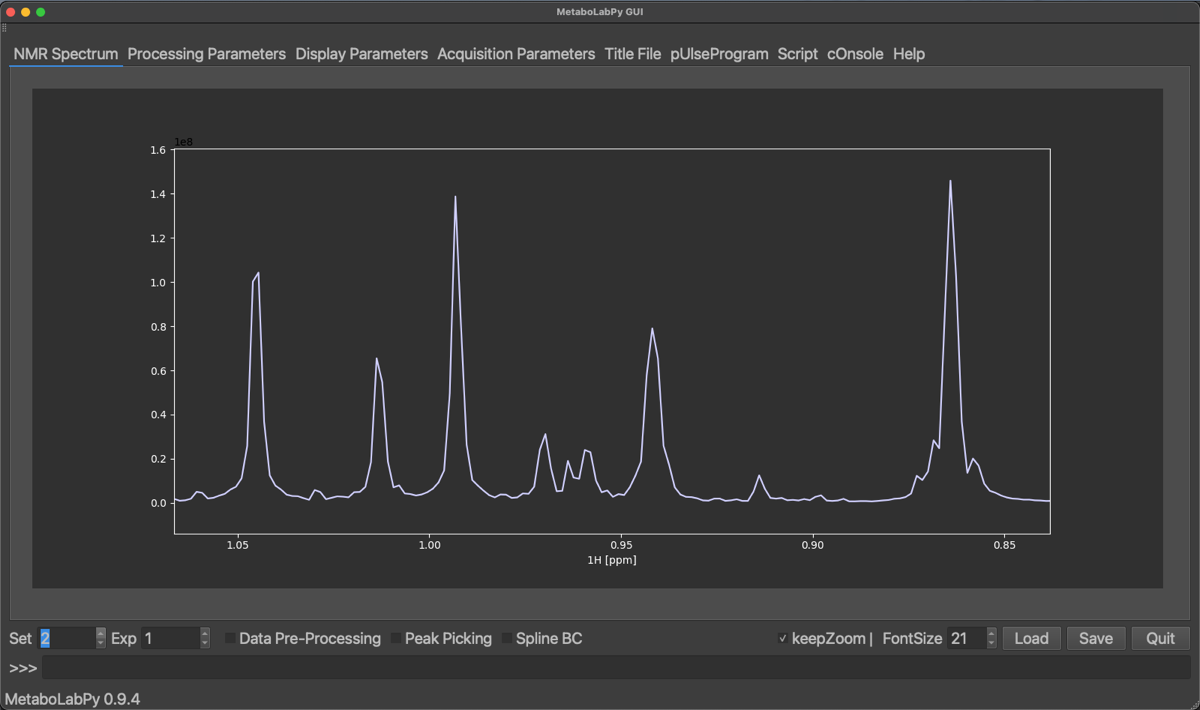 MetaboLabPy GUI
NMR Spectrum Processing Parameters Display Parameters Acquisition Parameters Title File pUlseProgram Script cOnsole Help
1e8
1.6
1.4
1.2
1.0
0.8
0.6
0.4
0.2
0.0
1.05 1.00 0.95 0.90 0.85
1H [ppm]
Set 2 Exp 1 Data Pre-Processing Peak Picking Spline BC keepZoom | FontSize 21 Load Save Quit
>>>
MetaboLabPy 0.9.4